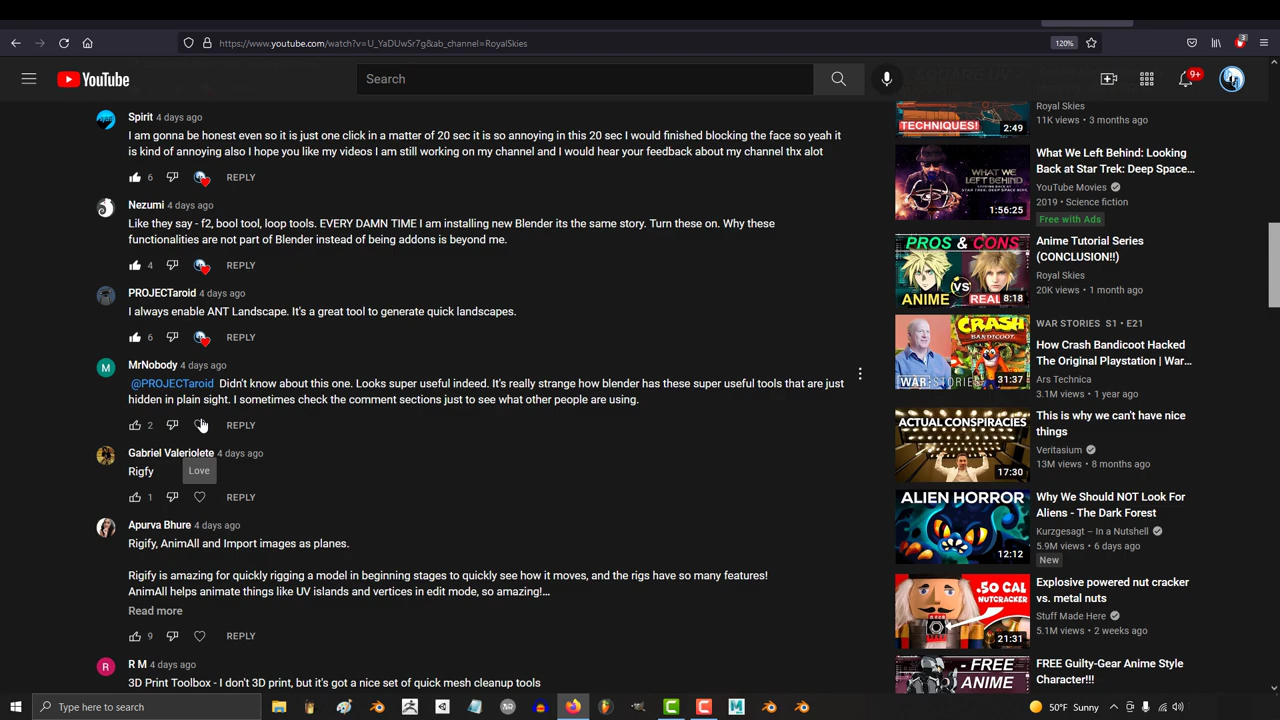 https://www.youtube.com/watch?v=U_YaDUwSr7g&ab_channel=RoyalSkies
120%
3
YouTube
Search
9+
Spirit 4 days ago
I am gonna be honest so it is just one click in a matter of 20 sec it is so annoying in this 20 sec I would finished blocking the face so yeah it
is kind of annoying also I hope you like my videos I am still working on my channel and I would hear your feedback about my channel thx alot
6 REPLY
Nezumi 4 days ago
Like they say - f2, bool tool, loop tools. EVERY DAMN TIME I am installing new Blender its the same story. Turn these on. Why these
functionalities are not part of Blender instead of being addons is beyond me.
4 REPLY
PROJECTaroid 4 days ago
I always enable ANT Landscape. It's a great tool to generate quick landscapes.
6 REPLY
M
MrNobody 4 days ago
@PROJECTaroid Didn't know about this one. Looks super useful indeed. It's really strange how blender has these super useful tools that are just
hidden in plain sight. I sometimes check the comment sections just to see what other people are using.
2 REPLY
Gabriel Valeriolete 4 days ago
Rigfy
Love
1 REPLY
Apurva Bhure 4 days ago
Rigify, AnimAll and Import images as planes.
Rigify is amazing for quickly rigging a model in beginning stages to quickly see how it moves, and the rigs have so many features!
AnimAll helps animate things like UV islands and vertices in edit mode, so amazing!...
Read more
9 REPLY
R
R M 4 days ago
3D Print Toolbox - I don't 3D print, but it's got a nice set of quick mesh cleanup tools
TECHNIQUES!
2:49
Royal Skies
11K views • 3 months ago
WHAT WE
LEFT BEHIND
1:56:25
What We Left Behind: Looking
Back at Star Trek: Deep Space...
YouTube Movies
2019 • Science fiction
Free with Ads
PROS & CONS
VS
ANIME
REAL
8:18
Anime Tutorial Series
(CONCLUSION!!)
Royal Skies
20K views • 1 month ago
CRASH
BANDICOOT
WAR STORIES
31:37
WAR STORIES S1 • E21
How Crash Bandicoot Hacked
The Original Playstation | War...
Ars Technica
3.1M views • 1 year ago
ACTUAL CONSPIRACIES
17:30
This is why we can't have nice
things
Veritasium
13M views • 8 months ago
ALIEN HORROR
12:12
Why We Should NOT Look For
Aliens - The Dark Forest
Kurzgesagt – In a Nutshell
5.9M views • 6 days ago
New
.50 CAL
NUTCRACKER
21:31
Explosive powered nut cracker
vs. metal nuts
Stuff Made Here
5.1M views • 2 weeks ago
- FREE
ANIME
FREE Guilty-Gear Anime Style
Character!!!
Type here to search
50°F Sunny